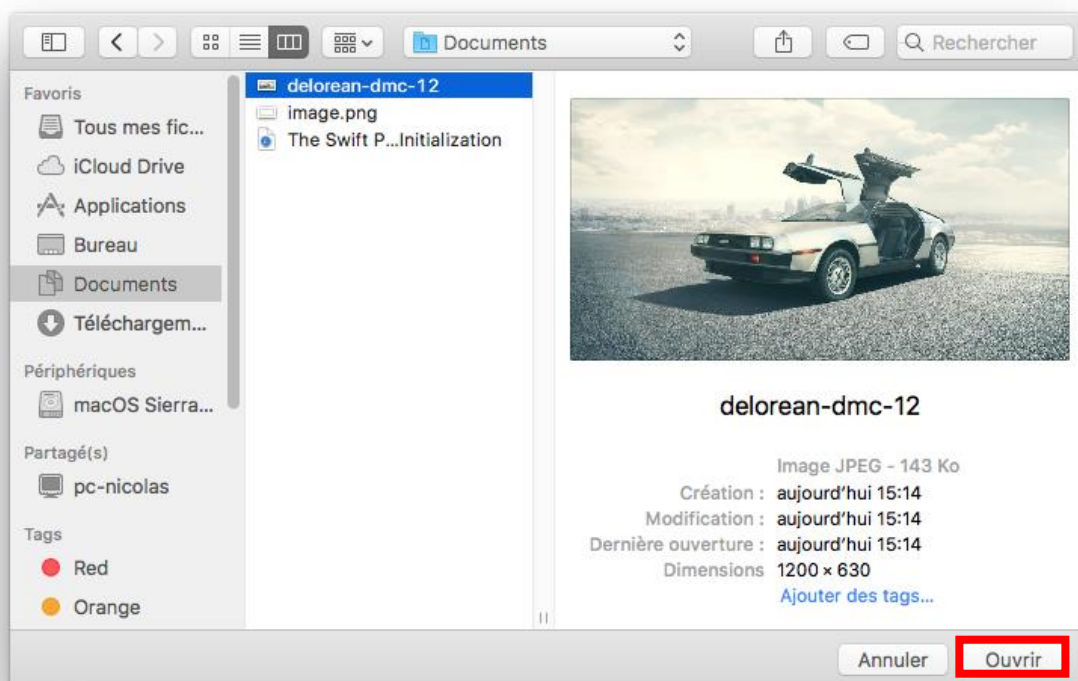 Documents
Rechercher
Favoris
Tous mes fic...
iCloud Drive
Applications
Bureau
Documents
Téléchargem...
Périphériques
macOS Sierra...
Partagé(s)
pc-nicolas
Tags
Red
Orange
delorean-dmc-12
image.png
The Swift P...Initialization
delorean-dmc-12
Image JPEG - 143 Ko
Création : aujourd'hui 15:14
Modification : aujourd'hui 15:14
Dernière ouverture : aujourd'hui 15:14
Dimensions 1200 × 630
Ajouter des tags...
Annuler
Ouvrir